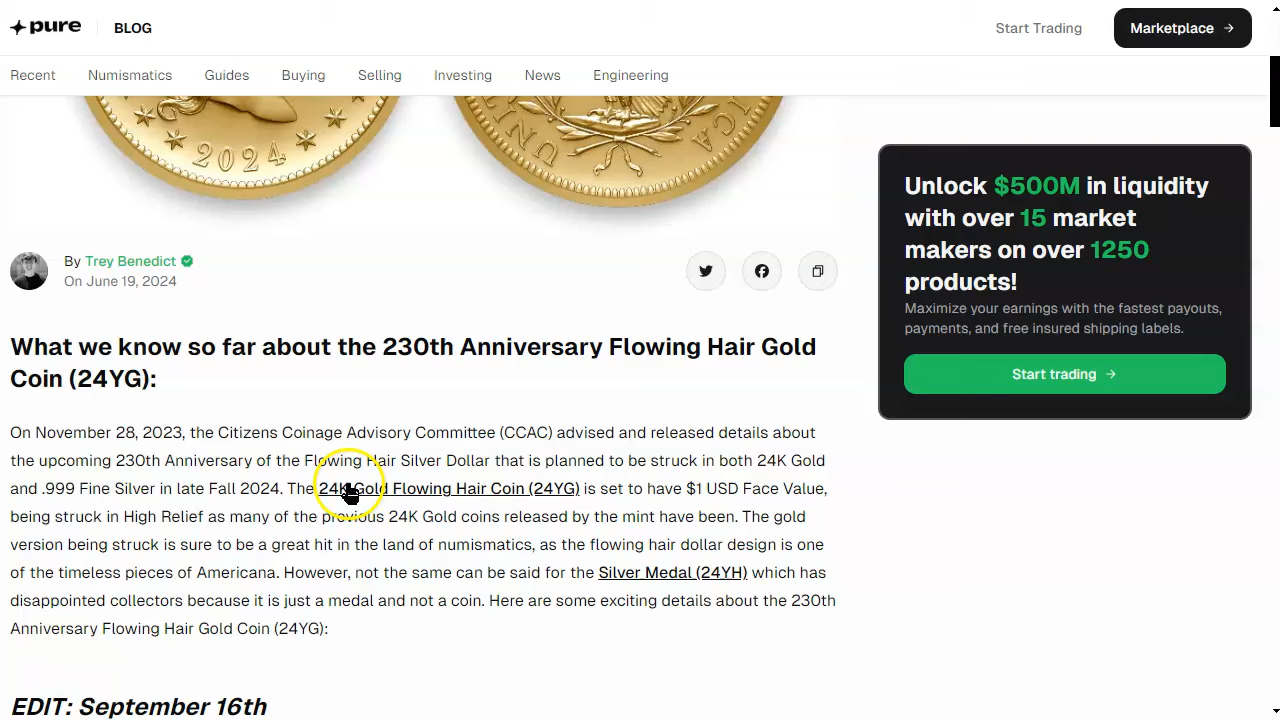 pure
BLOG
Start Trading
Marketplace →
Recent
Numismatics
Guides
Buying
Selling
Investing
News
Engineering
2024
UNIT
ICA
Unlock $500M in liquidity
with over 15 market
makers on over 1250
products!
Maximize your earnings with the fastest payouts,
payments, and free insured shipping labels.
Start trading →
By Trey Benedict
On June 19, 2024
What we know so far about the 230th Anniversary Flowing Hair Gold
Coin (24YG):
On November 28, 2023, the Citizens Coinage Advisory Committee (CCAC) advised and released details about
the upcoming 230th Anniversary of the Flowing Hair Silver Dollar that is planned to be struck in both 24K Gold
and .999 Fine Silver in late Fall 2024. The 24K Gold Flowing Hair Coin (24YG) is set to have $1 USD Face Value,
being struck in High Relief as many of the previous 24K Gold coins released by the mint have been. The gold
version being struck is sure to be a great hit in the land of numismatics, as the flowing hair dollar design is one
of the timeless pieces of Americana. However, not the same can be said for the Silver Medal (24YH) which has
disappointed collectors because it is just a medal and not a coin. Here are some exciting details about the 230th
Anniversary Flowing Hair Gold Coin (24YG):
EDIT: September 16th